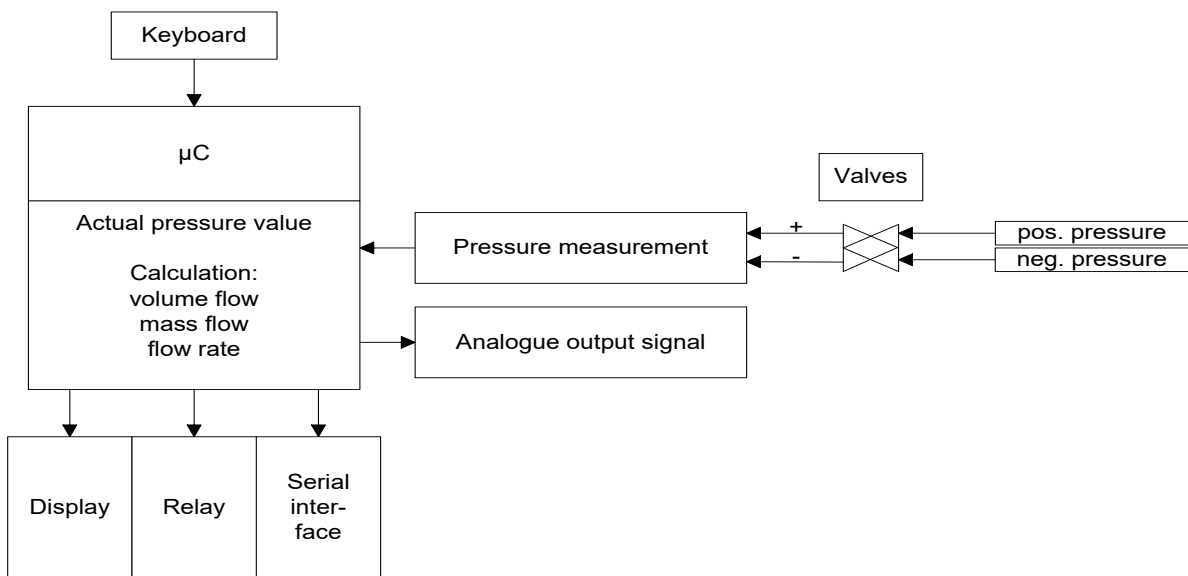 Keyboard
µC
Valves
Actual pressure value
Pressure measurement
+
-
pos. pressure
neg. pressure
Calculation:
volume flow
mass flow
flow rate
Analogue output signal
Display
Relay
Serial
inter-
face